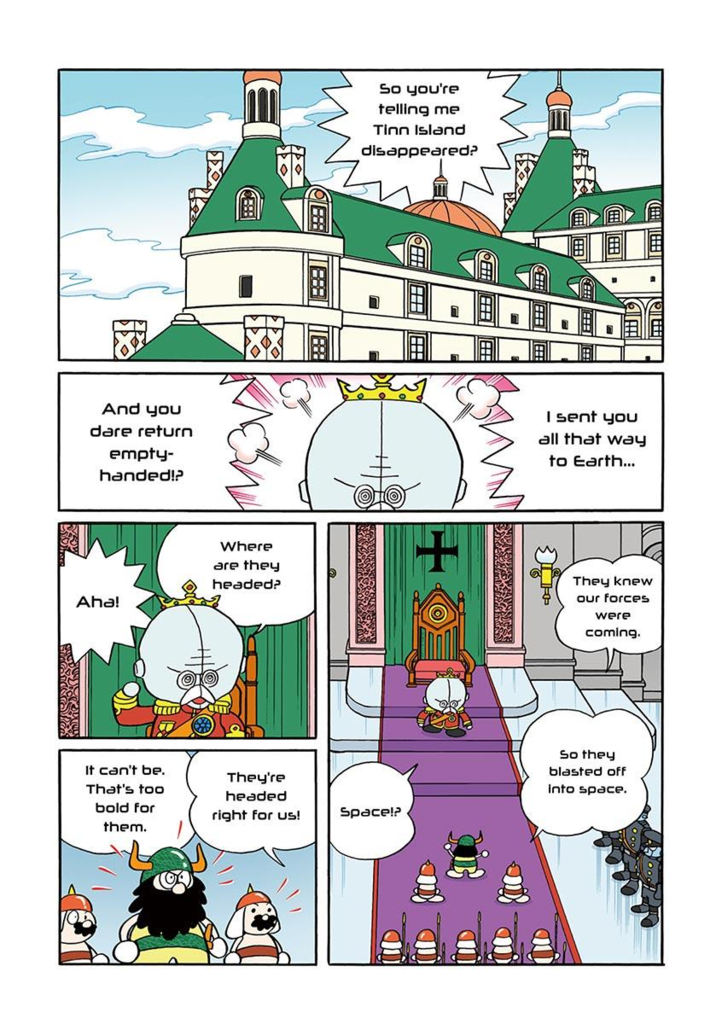 So you're
telling me
Tinn Island
disappeared?
I sent you
all that way
to Earth...
And you
dare return
empty-
handed!?
They knew
our forces
were
coming.
So they
blasted off
into space.
Space!?
Where
are they
headed?
Aha!
They're
headed
right for us!
It can't be.
That's too
bold for
them.